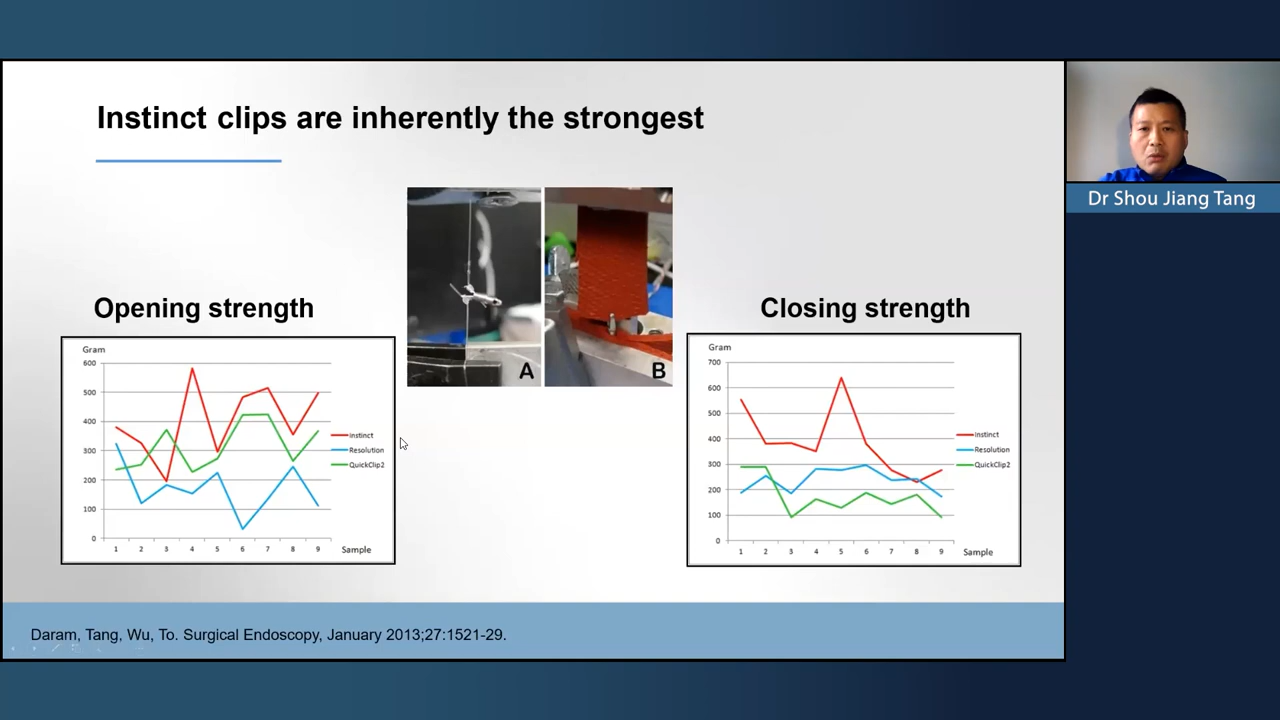 Instinct clips are inherently the strongest
Dr Shou Jiang Tang
A
B
Opening strength
Gram
600
500
400
300
200
100
0
1 2 3 4 5 6 7 8 9
Sample
Instinct
Resolution
QuickClip2
Closing strength
Gram
700
600
500
400
300
200
100
0
1 2 3 4 5 6 7 8 9
Sample
Instinct
Resolution
QuickClip2
Daram, Tang, Wu, To. Surgical Endoscopy, January 2013;27:1521-29.